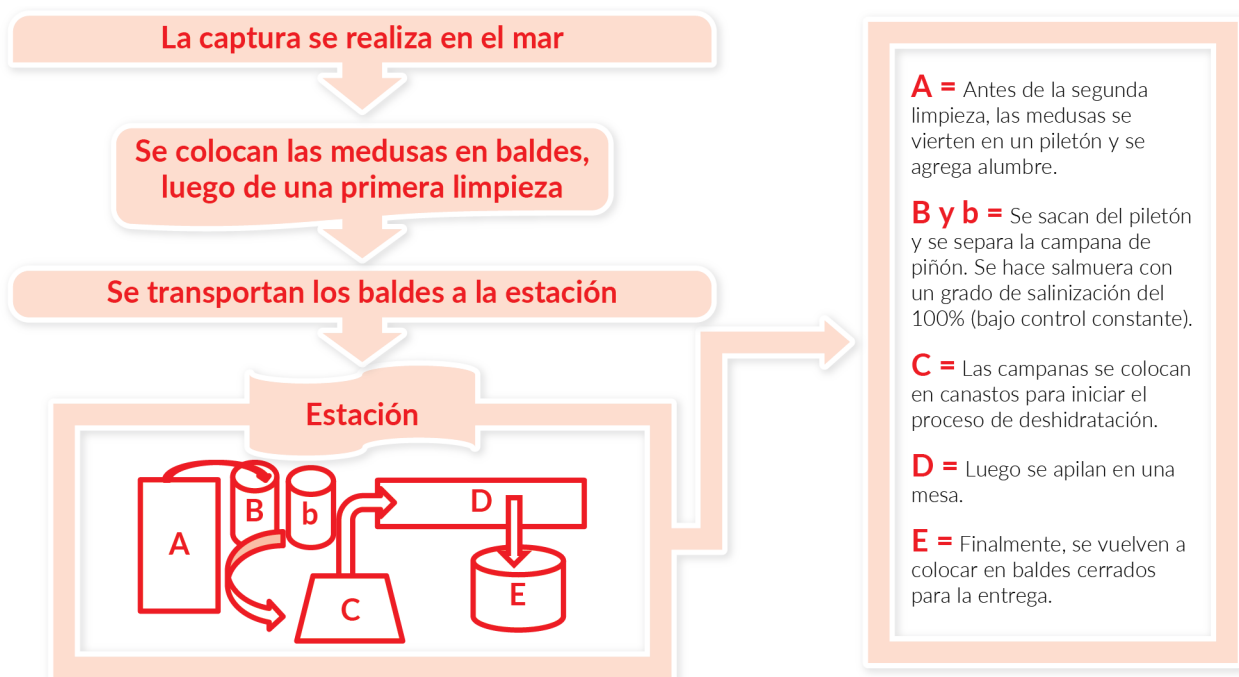 La captura se realiza en el mar
Se colocan las medusas en baldes,
luego de una primera limpieza
Se transportan los baldes a la estación
Estación
A
B
b
C
D
E
A = Antes de la segunda
limpieza, las medusas se
vierten en un piletón y se
agrega alumbre.
B y b = Se sacan del piletón
y se separa la campana de
piñón. Se hace salmuera con
un grado de salinización del
100% (bajo control constante).
C = Las campanas se colocan
en canastos para iniciar el
proceso de deshidratación.
D = Luego se apilan en una
mesa.
E = Finalmente, se vuelven a
colocar en baldes cerrados
para la entrega.